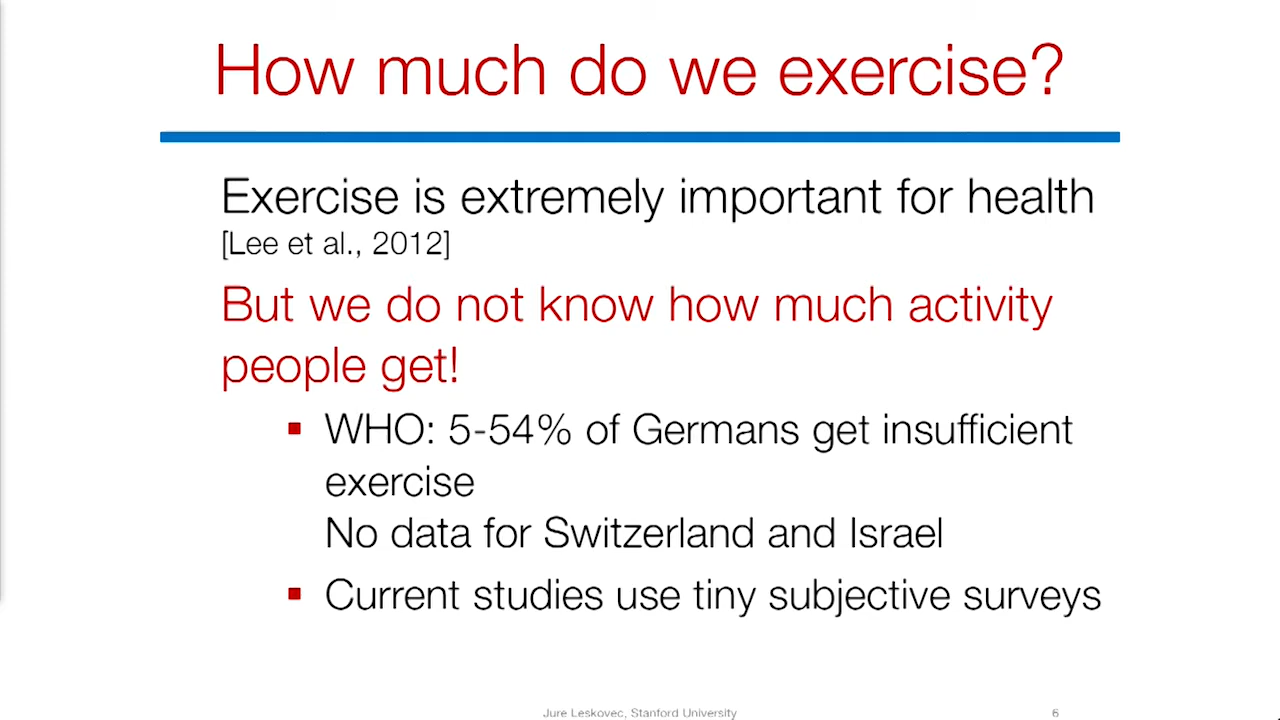 How much do we exercise?
Exercise is extremely important for health
[Lee et al., 2012]
But we do not know how much activity
people get!
WHO: 5-54% of Germans get insufficient
exercise
No data for Switzerland and Israel
Current studies use tiny subjective surveys
Jure Leskovec, Stanford University
6